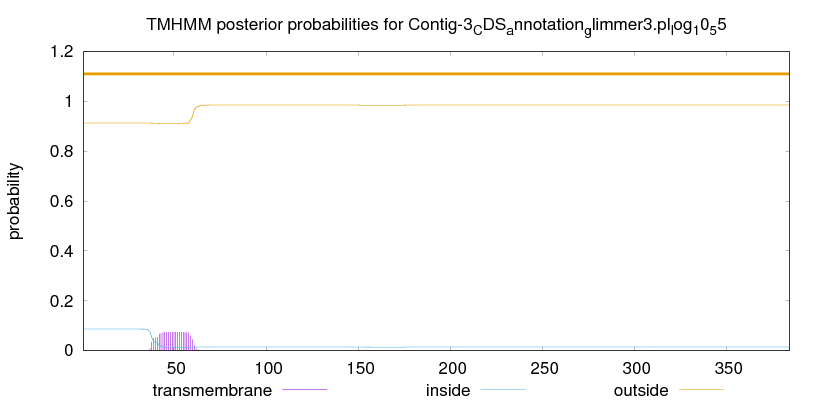 TMHMM posterior probabilities for Contig-3CDSannotationglimmer3.pllog1055
1.2
1
0.8
0.6
0.4
0.2
0
probability
50 100 150 200 250 300 350
transmembrane inside outside